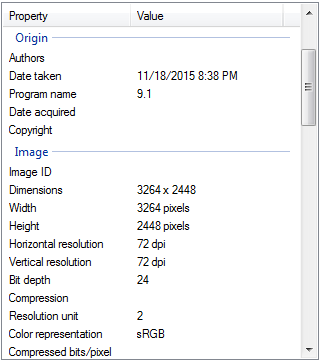 Property Value
Origin
Authors
Date taken 11/18/2015 8:38 PM
Program name 9.1
Date acquired
Copyright
Image
Image ID
Dimensions 3264 x 2448
Width 3264 pixels
Height 2448 pixels
Horizontal resolution 72 dpi
Vertical resolution 72 dpi
Bit depth 24
Compression
Resolution unit 2
Color representation sRGB
Compressed bits/pixel